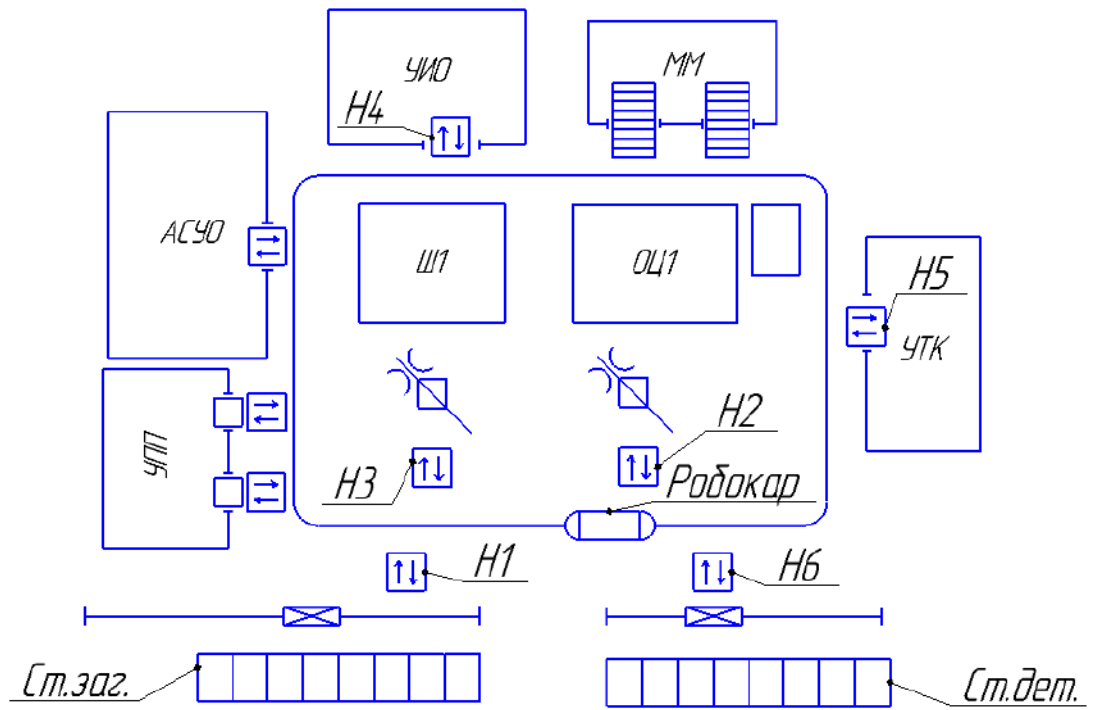 УИО
ММ
Н4
АСУО
Ш1
ОЦ1
Н5
УТК
УПП
Н2
Н3
Робокар
Н1
Н6
Ст.заг.
Ст.дет.